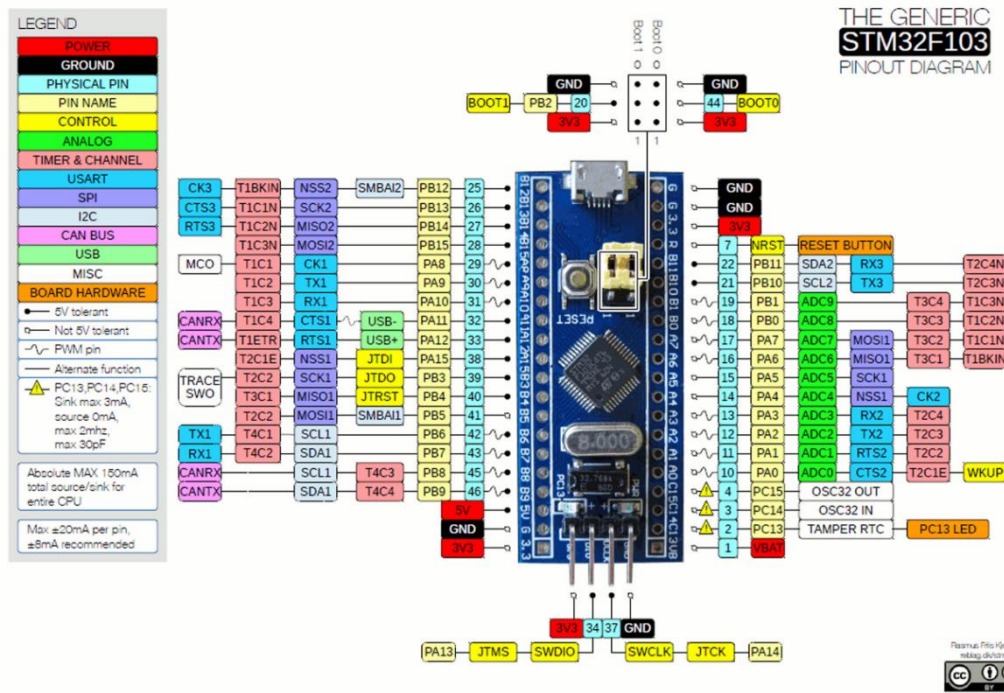 LEGEND
POWER
GROUND
PHYSICAL PIN
PIN NAME
CONTROL
ANALOG
TIMER & CHANNEL
USART
SPI
I2C
CAN BUS
USB
MISC
BOARD HARDWARE
5V tolerant
Not 5V tolerant
PWM pin
Alternate function
PC13,PC14,PC15:
Sink max 3mA,
source 0mA,
max 2mhz,
max 30pF
Absolute MAX 150mA
total source/sink for
entire CPU
Max ±20mA per pin,
±8mA recommended
THE GENERIC
STM32F103
PINOUT DIAGRAM
Boot 1 0 Boot 0 0
GND GND
BOOT1 PB2 20 44 BOOT0
3V3 3V3
1 1
CK3 T1BKIN NSS2 SMBAI2 PB12 25
CTS3 T1C1N SCK2 PB13 26
RTS3 T1C2N MISO2 PB14 27
T1C3N MOSI2 PB15 28
MCO T1C1 CK1 PA8 29
T1C2 TX1 PA9 30
T1C3 RX1 PA10 31
CANRX T1C4 CTS1 USB- PA11 32
CANTX T1ETR RTS1 USB+ PA12 33
T2C1E NSS1 JTDI PA15 38
TRACE
SWO
T2C2 SCK1 JTDO PB3 39
T3C1 MISO1 JTRST PB4 40
T2C2 MOSI1 SMBAI1 PB5 41
TX1 T4C1 SCL1 PB6 42
RX1 T4C2 SDA1 PB7 43
CANRX SCL1 T4C3 PB8 45
CANTX SDA1 T4C4 PB9 46
5V
GND
3V3
RESET
8.000
PC13
GND
GND
3V3
7 NRST RESET BUTTON
22 PB11 SDA2 RX3 T2C4N
21 PB10 SCL2 TX3 T2C3N
19 PB1 ADC9 T3C4 T1C3N
18 PB0 ADC8 T3C3 T1C2N
17 PA7 ADC7 MOSI1 T3C2 T1C1N
16 PA6 ADC6 MISO1 T3C1 T1BKIN
15 PA5 ADC5 SCK1
14 PA4 ADC4 NSS1 CK2
13 PA3 ADC3 RX2 T2C4
12 PA2 ADC2 TX2 T2C3
11 PA1 ADC1 RTS2 T2C2
10 PA0 ADC0 CTS2 T2C1E WKUP
4 PC15 OSC32 OUT
3 PC14 OSC32 IN
2 PC13 TAMPER RTC PC13 LED
1 VBAT
3V3 34 37 GND
PA13 JTMS SWDIO SWCLK JTCK PA14
cc
BY